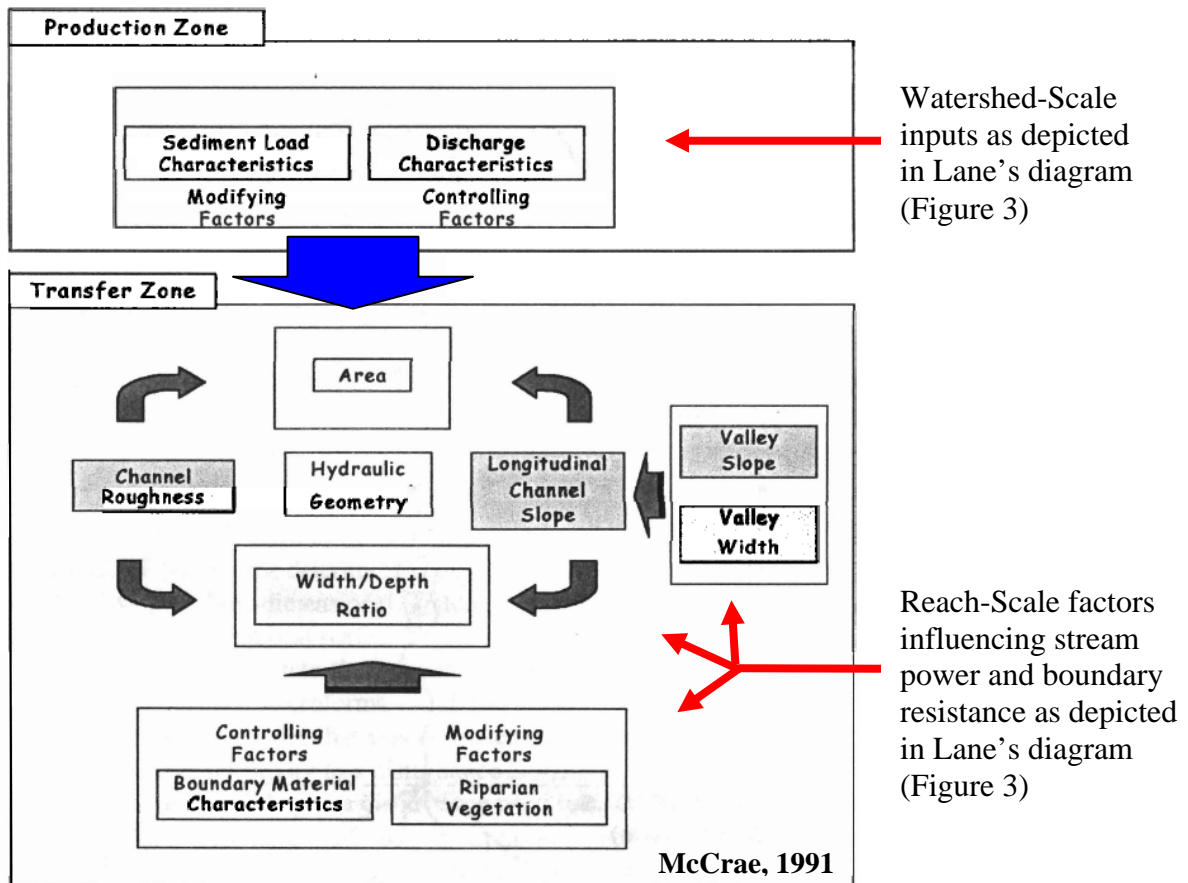 Production Zone
Sediment Load
Characteristics
Discharge
Characteristics
Modifying
Factors
Controlling
Factors
Watershed-Scale
inputs as depicted
in Lane's diagram
(Figure 3)
Transfer Zone
Area
Channel
Roughness
Hydraulic
Geometry
Longitudinal
Channel
Slope
Valley
Slope
Valley
Width
Width/Depth
Ratio
Reach-Scale factors
influencing stream
power and boundary
resistance as depicted
in Lane's diagram
(Figure 3)
Controlling
Factors
Modifying
Factors
Boundary Material
Characteristics
Riparian
Vegetation
McCrae, 1991